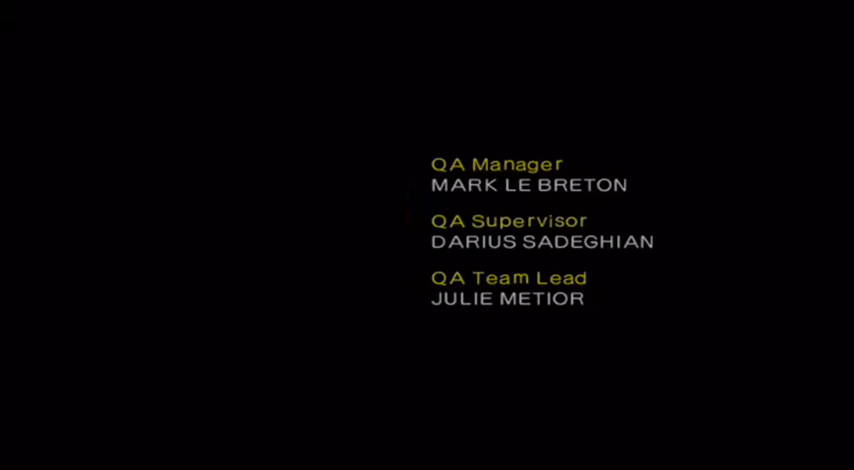 QA Manager
MARK LE BRETON
QA Supervisor
DARIUS SADEGHIAN
QA Team Lead
JULIE METIOR